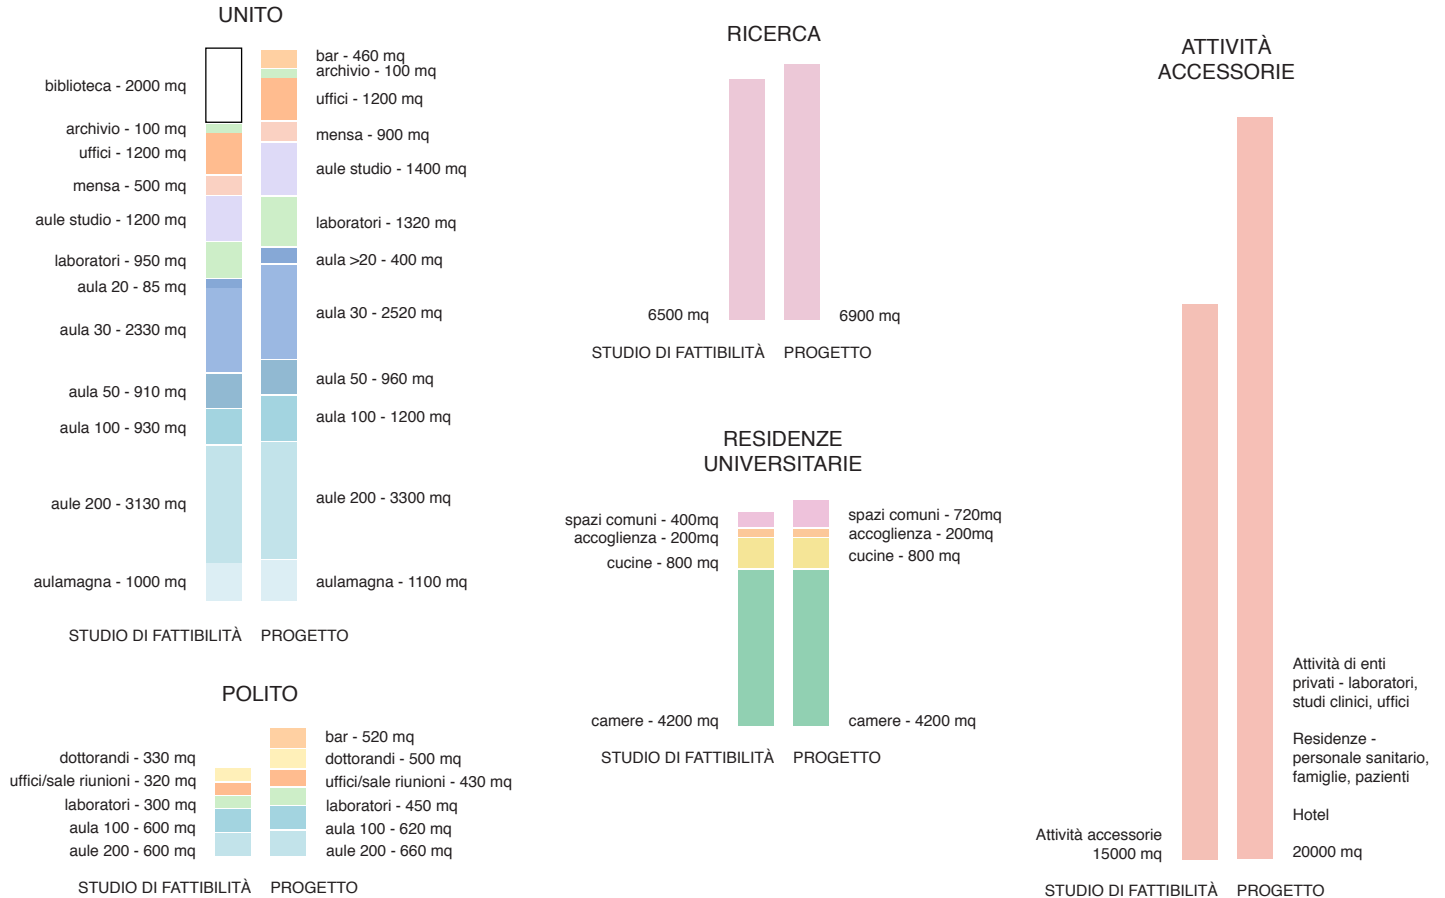 UNITO
biblioteca - 2000 mq
archivio - 100 mq
uffici - 1200 mq
mensa - 500 mq
aule studio - 1200 mq
laboratori - 950 mq
aula 20 - 85 mq
aula 30 - 2330 mq
aula 50 - 910 mq
aula 100 - 930 mq
aule 200 - 3130 mq
aulamagna - 1000 mq
bar - 460 mq
archivio - 100 mq
uffici - 1200 mq
mensa - 900 mq
aule studio - 1400 mq
laboratori - 1320 mq
aula >20 - 400 mq
aula 30 - 2520 mq
aula 50 - 960 mq
aula 100 - 1200 mq
aule 200 - 3300 mq
aulamagna - 1100 mq
STUDIO DI FATTIBILITÀ PROGETTO
POLITO
dottorandi - 330 mq
uffici/sale riunioni - 320 mq
laboratori - 300 mq
aula 100 - 600 mq
aule 200 - 600 mq
bar - 520 mq
dottorandi - 500 mq
uffici/sale riunioni - 430 mq
laboratori - 450 mq
aula 100 - 620 mq
aule 200 - 660 mq
STUDIO DI FATTIBILITÀ PROGETTO
RICERCA
6500 mq
6900 mq
STUDIO DI FATTIBILITÀ PROGETTO
RESIDENZE
UNIVERSITARIE
spazi comuni - 400mq
accoglienza - 200mq
cucine - 800 mq
camere - 4200 mq
spazi comuni - 720mq
accoglienza - 200mq
cucine - 800 mq
camere - 4200 mq
STUDIO DI FATTIBILITÀ PROGETTO
ATTIVITÀ
ACCESSORIE
Attività accessorie
15000 mq
Attività di enti
privati - laboratori,
studi clinici, uffici
Residenze -
personale sanitario,
famiglie, pazienti
Hotel
20000 mq
STUDIO DI FATTIBILITÀ PROGETTO